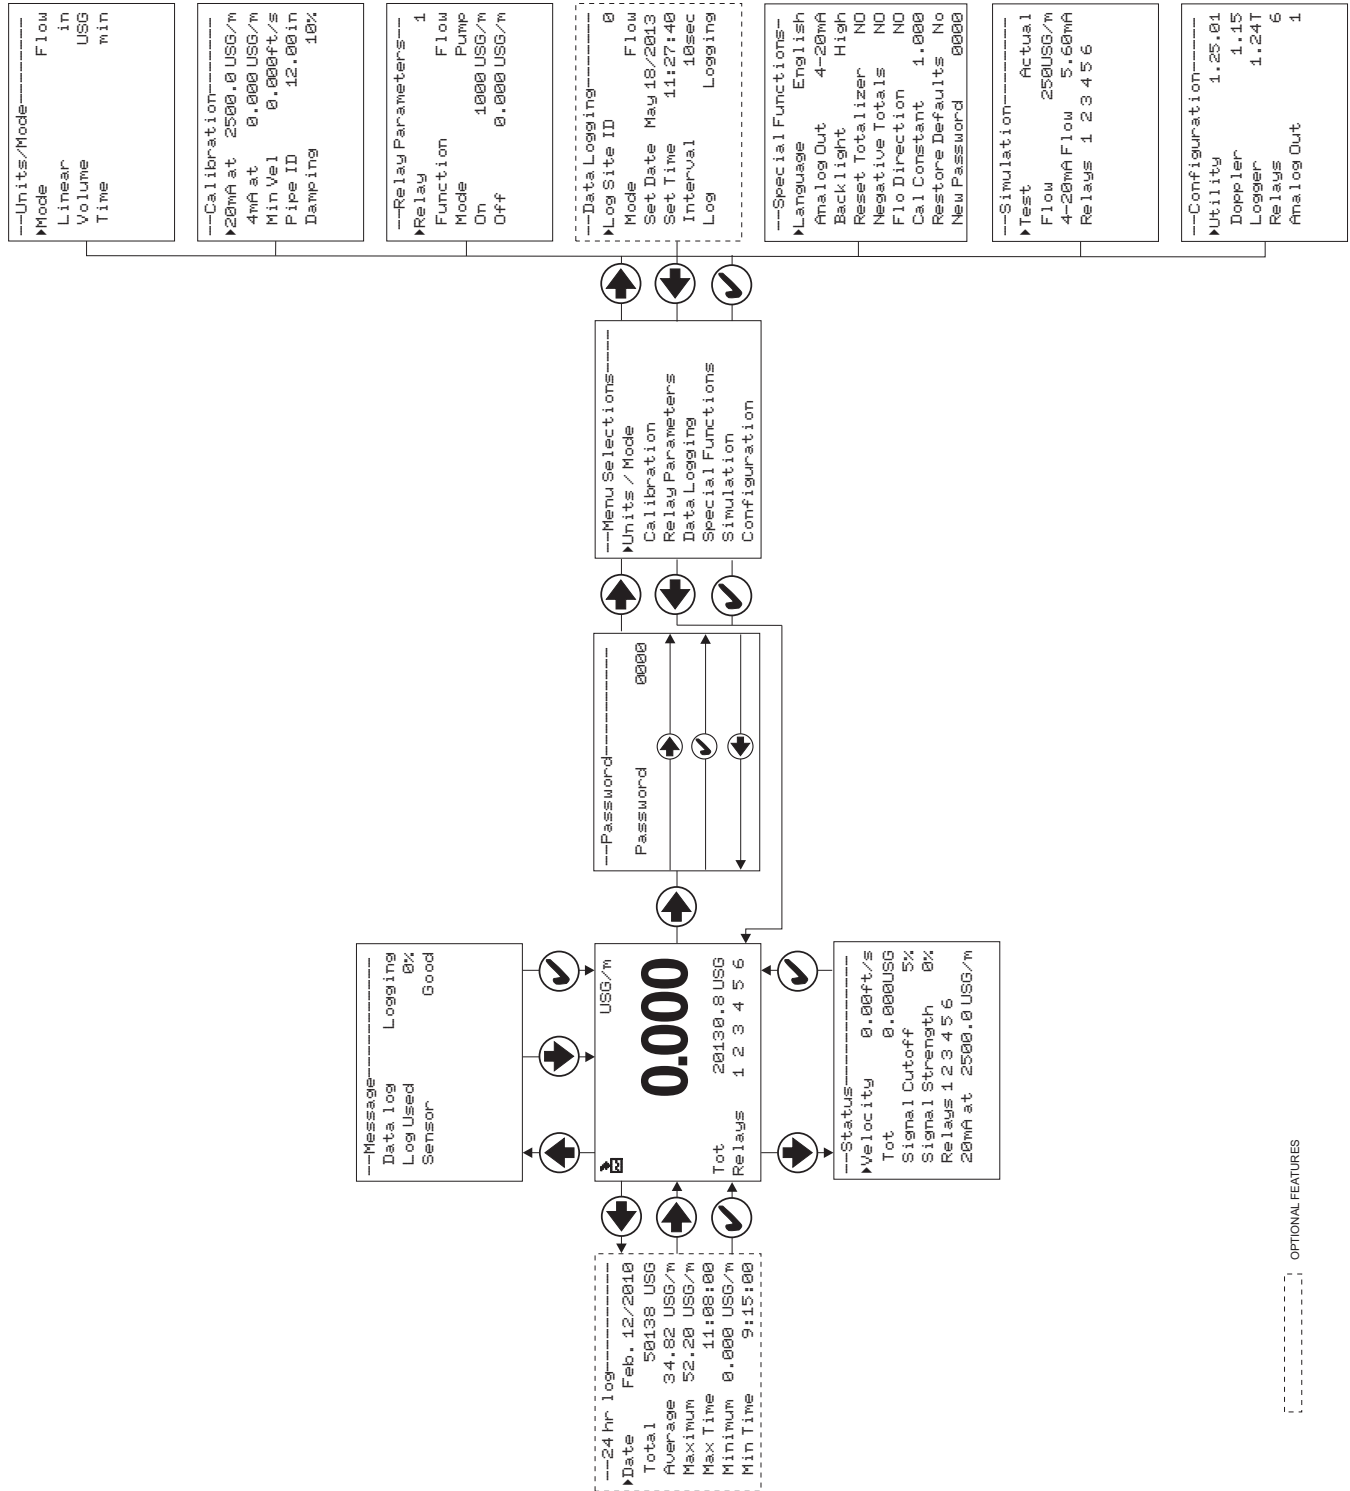 --24 hr log----------
▶Date Feb. 12/2010
Total 50138 USG
Average 34.82 USG/m
Maximum 52.20 USG/m
Max Time 11:08:00
Minimum 0.000 USG/m
Min Time 9:15:00
--Message------------
Data log Logging
Log Used 0%
Sensor Good
USG/m
0.000
Tot 20130.8 USG
Relays 1 2 3 4 5 6
--Status-------------
▶Velocity 0.00ft/s
Tot 0.000USG
Signal Cutoff 5%
Signal Strength 0%
Relays 1 2 3 4 5 6
20mA at 2500.0 USG/m
--Password-----------
Password 0000
--Menu Selections----
▶Units / Mode
Calibration
Relay Parameters
Data Logging
Special Functions
Simulation
Configuration
--Units/Mode---------
▶Mode Flow
Linear in
Volume USG
Time min
--Calibration--------
▶20mA at 2500.0 USG/m
4mA at 0.000 USG/m
Min Vel 0.000ft/s
Pipe ID 12.00in
Damping 10%
--Relay Parameters--
▶Relay 1
Function Flow
Mode Pump
On 1000 USG/m
Off 0.000 USG/m
--Data Logging-------
▶Log Site ID 0
Mode Flow
Set Date May 18/2013
Set Time 11:27:40
Interval 10sec
Log Logging
--Special Functions-
▶Language English
Analog Out 4-20mA
Backlight High
Reset Totalizer NO
Negative Totals NO
Flo Direction NO
Cal Constant 1.000
Restore Defaults No
New Password 0000
--Simulation---------
▶Test Actual
Flow 250USG/m
4-20mA Flow 5.60mA
Relays 1 2 3 4 5 6
--Configuration-----
▶Utility 1.25.01
Doppler 1.15
Logger 1.24T
Relays 6
Analog Out 1
OPTIONAL FEATURES